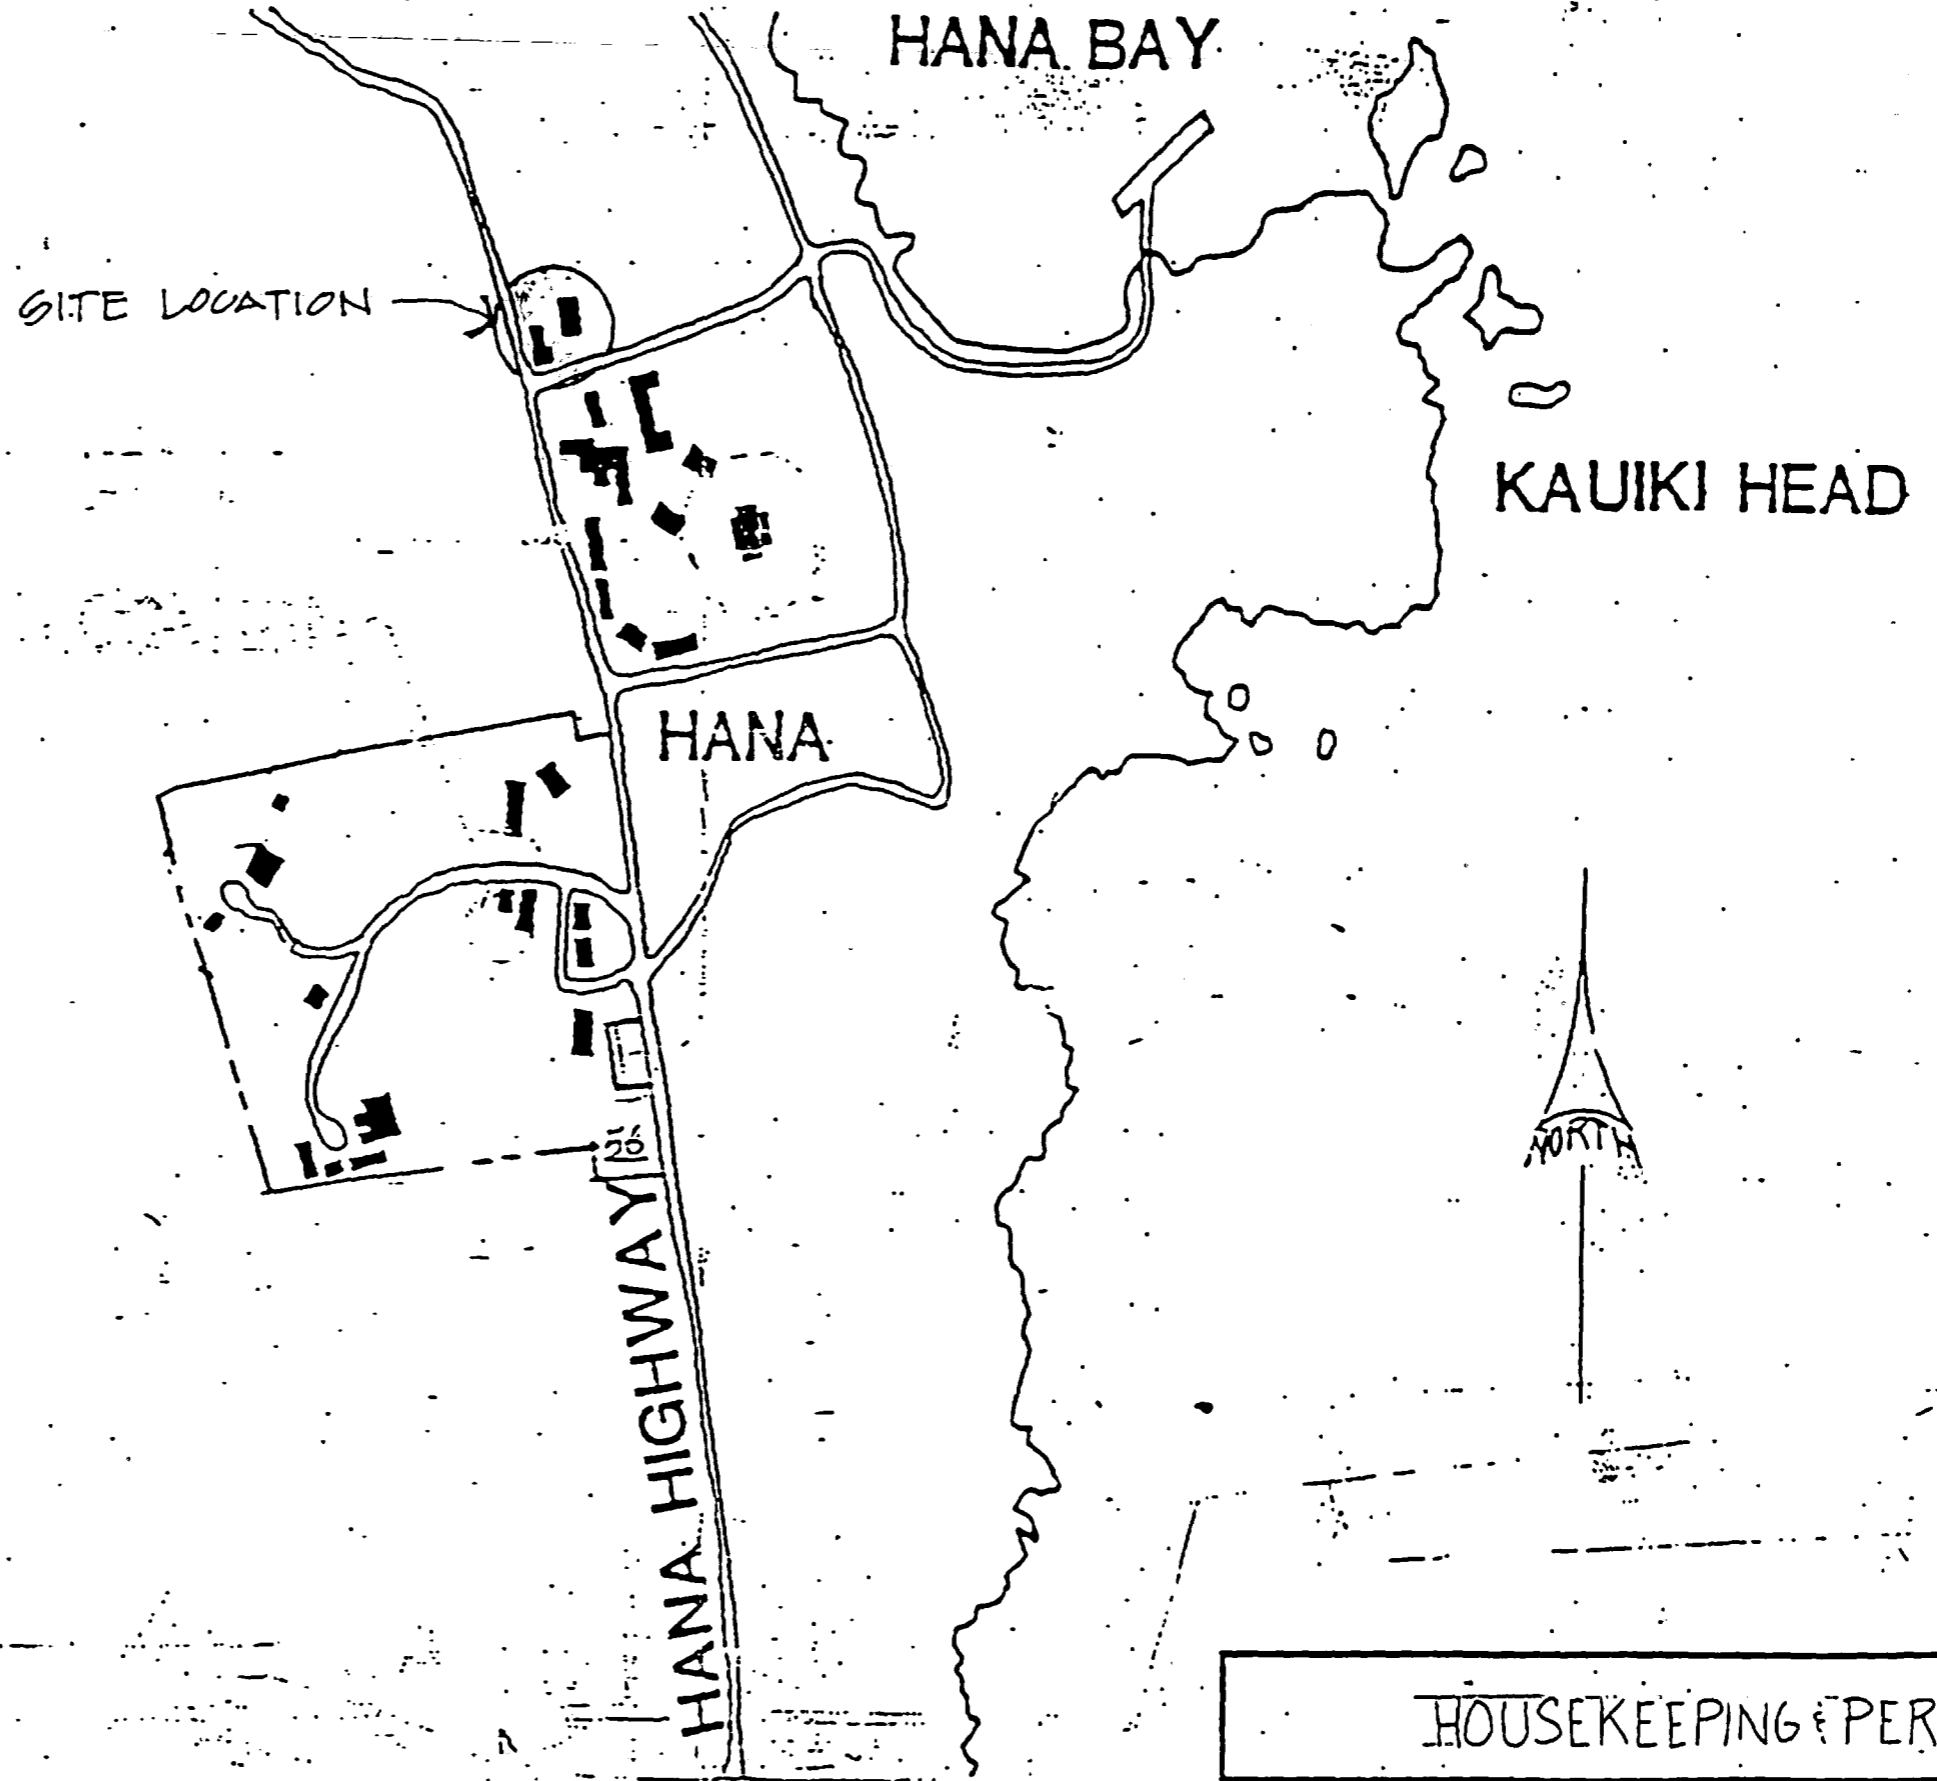 HANA BAY
SITE LOCATION
KAUIKI HEAD
HANA
NORTH
HANA HIGHWAY
HOUSEKEEPING & PER